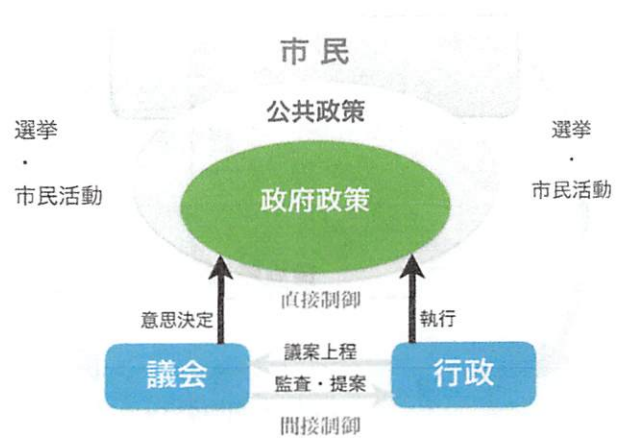 市民
公共政策
選挙
・
市民活動
選挙
・
市民活動
政府政策
直接制御
意思決定
執行
議会
議案上程
監査・提案
行政
間接制御